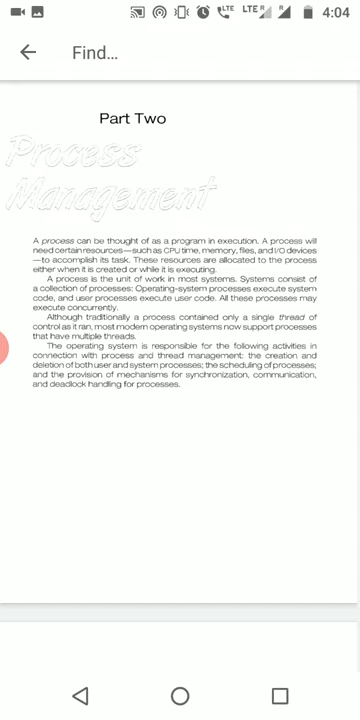 LTE LTE R R 4:04
Find...
Part Two
Process
Management
A process can be thought of as a program in execution. A process will
need certain resources—such as CPU time, memory, files, and I/O devices
—to accomplish its task. These resources are allocated to the process
either when it is created or while it is executing.
A process is the unit of work in most systems. Systems consist of
a collection of processes: Operating-system processes execute system
code, and user processes execute user code. All these processes may
execute concurrently.
Although traditionally a process contained only a single thread of
control as it ran, most modern operating systems now support processes
that have multiple threads.
The operating system is responsible for the following activities in
connection with process and thread management: the creation and
deletion of both user and system processes; the scheduling of processes;
and the provision of mechanisms for synchronization, communication,
and deadlock handling for processes.